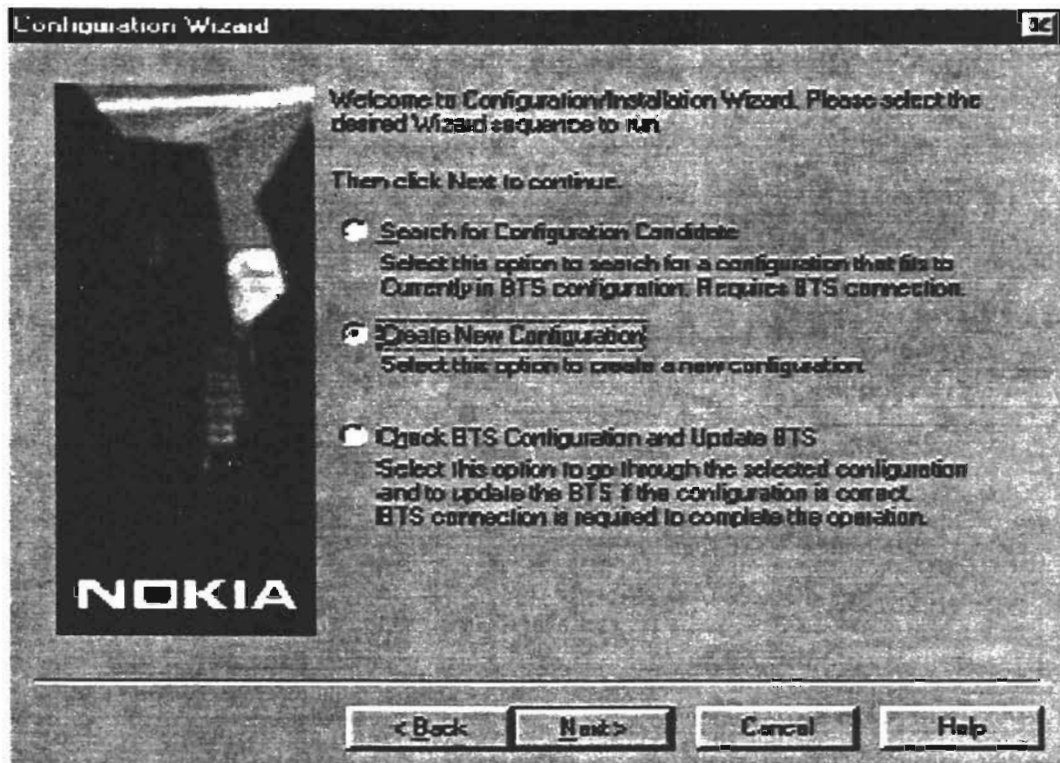 Configuration Wizard
Welcome to Configuration/Installation Wizard. Please select the
desired Wizard sequence to run
Then click Next to continue.
Search for Configuration Candidate
Select this option to search for a configuration that fits to
Currently in BTS configuration. Requires BTS connection.
Create New Configuration
Select this option to create a new configuration.
Check BTS Configuration and Update BTS
Select this option to go through the selected configuration
and to update the BTS if the configuration is correct.
BTS connection is required to complete the operation.
NOKIA
< Back Next > Cancel Help